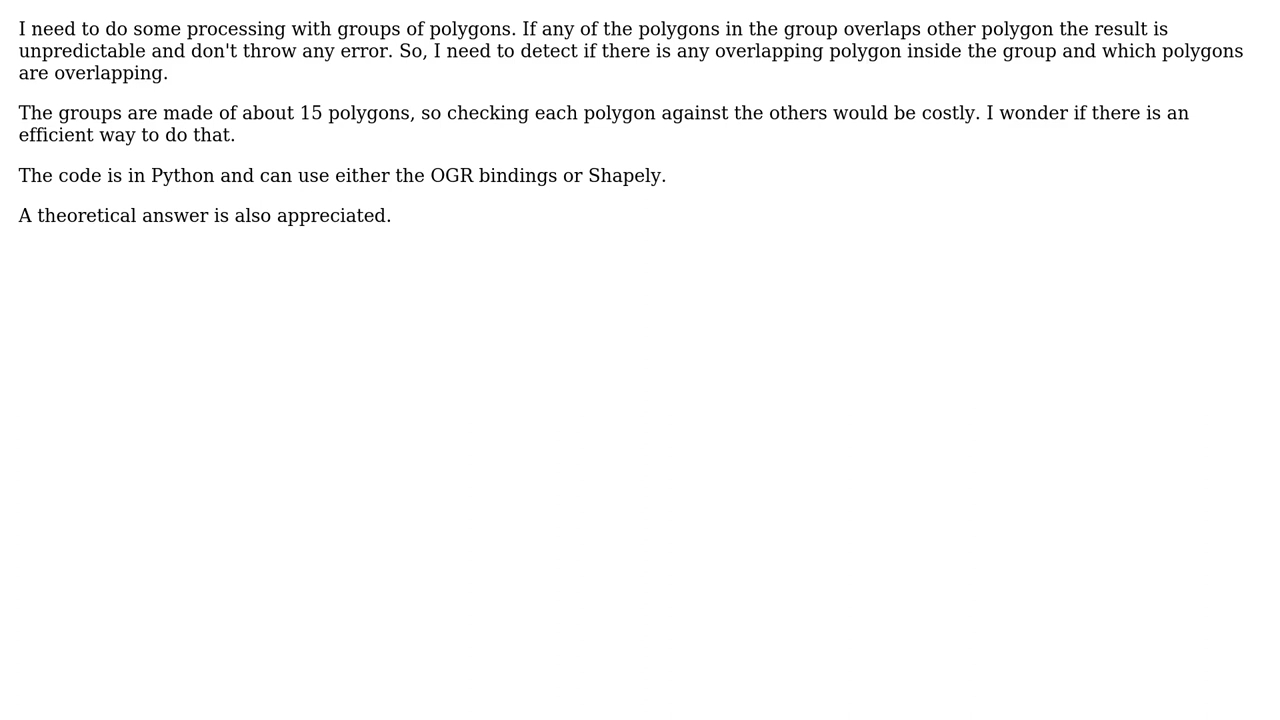 I need to do some processing with groups of polygons. If any of the polygons in the group overlaps other polygon the result is
unpredictable and don't throw any error. So, I need to detect if there is any overlapping polygon inside the group and which polygons
are overlapping.
The groups are made of about 15 polygons, so checking each polygon against the others would be costly. I wonder if there is an
efficient way to do that.
The code is in Python and can use either the OGR bindings or Shapely.
A theoretical answer is also appreciated.